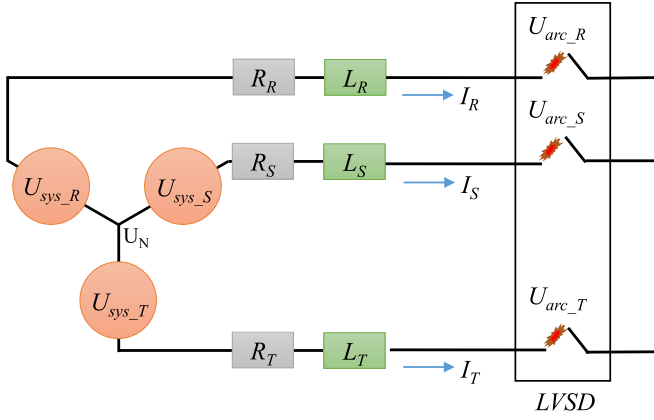 U_arc_R
R_R
L_R
I_R
U_arc_S
U_sys_R
U_sys_S
R_S
L_S
I_S
U_N
U_sys_T
U_arc_T
R_T
L_T
I_T
LVSD